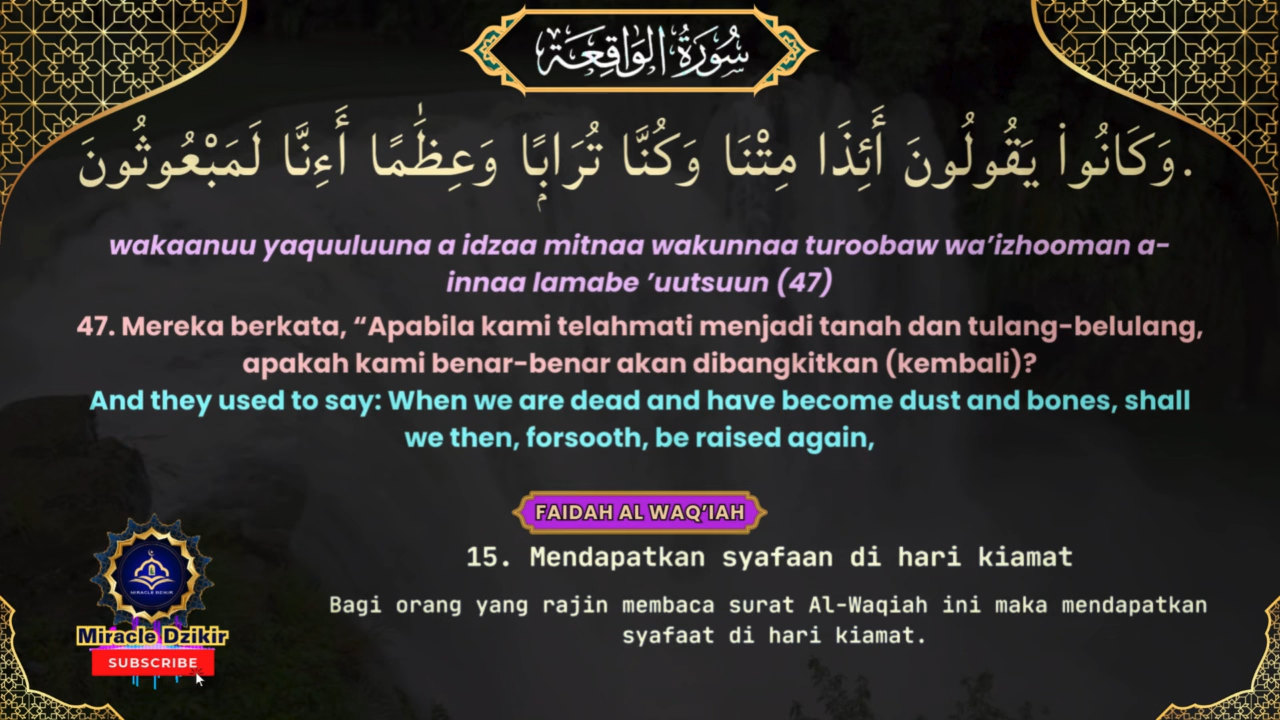 سُورَةُ الوَاقِعَة
.وَكَانُوا۟ يَقُولُونَ أَئِذَا مِتْنَا وَكُنَّا تُرَابًۭا وَعِظَٰمًا أَءِنَّا لَمَبْعُوثُونَ
wakaanuu yaquuluuna a idzaa mitnaa wakunnaa turoobaw wa’izhooman a-
innaa lamabe ’uutsuun (47)
47. Mereka berkata, “Apabila kami telahmati menjadi tanah dan tulang-belulang,
apakah kami benar-benar akan dibangkitkan (kembali)?
And they used to say: When we are dead and have become dust and bones, shall
we then, forsooth, be raised again,
FAIDAH AL WAQ’IAH
15. Mendapatkan syafaan di hari kiamat
Bagi orang yang rajin membaca surat Al-Waqiah ini maka mendapatkan
syafaat di hari kiamat.
MIRACLE DZIKIR
Miracle Dzikir
SUBSCRIBE